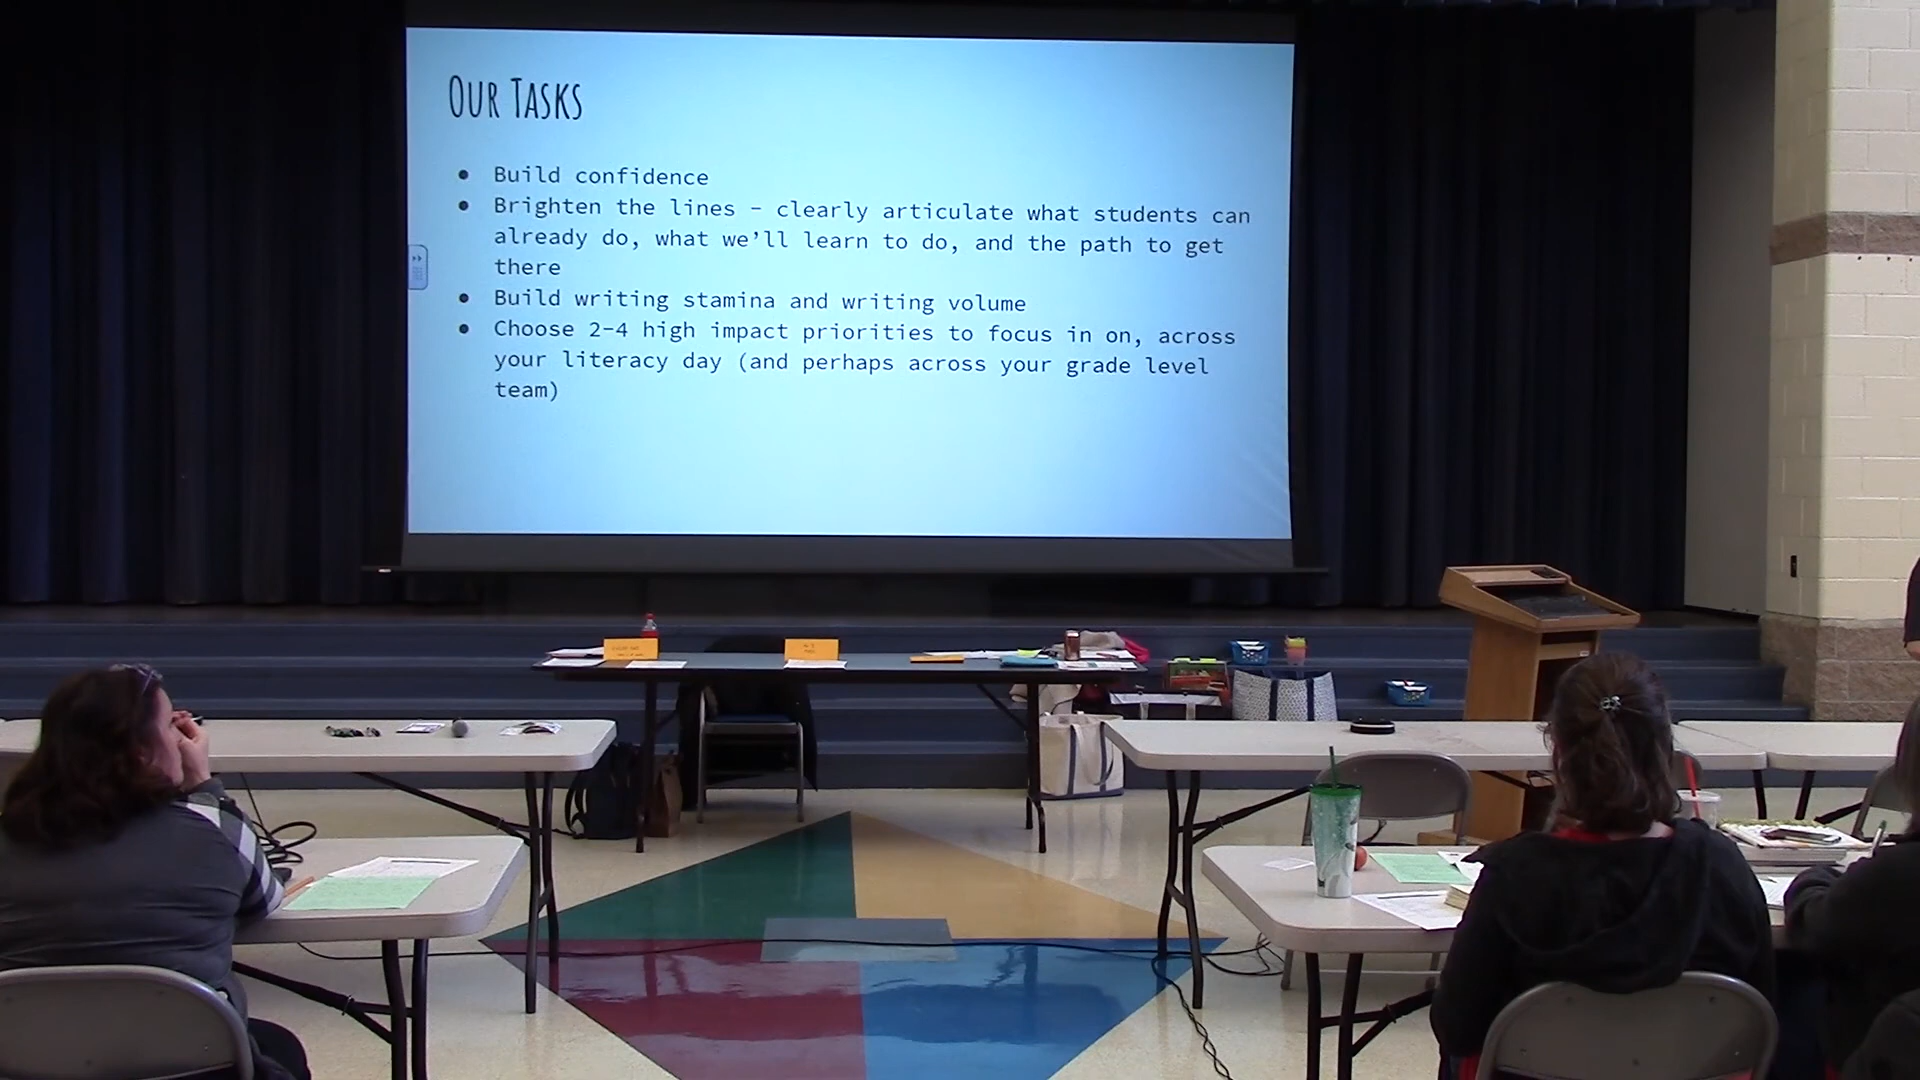 OUR TASKS
● Build confidence
● Brighten the lines - clearly articulate what students can
already do, what we'll learn to do, and the path to get
there
● Build writing stamina and writing volume
● Choose 2-4 high impact priorities to focus in on, across
your literacy day (and perhaps across your grade level
team)